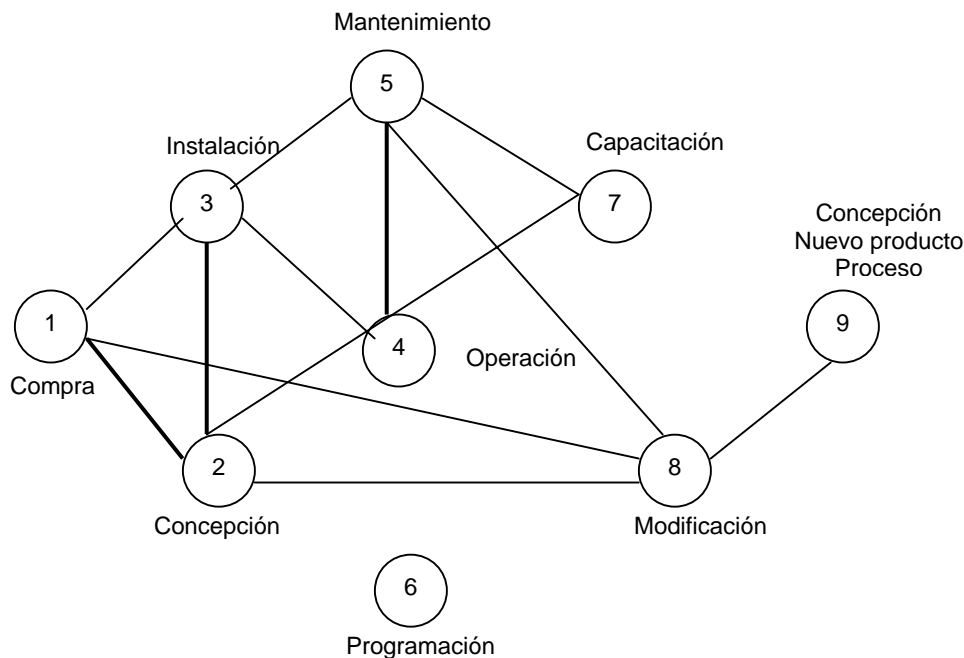 Mantenimiento
5
Instalación
Capacitación
3
7
Concepción
Nuevo producto
Proceso
1
9
4
Operación
Compra
2
8
Concepción
Modificación
6
Programación